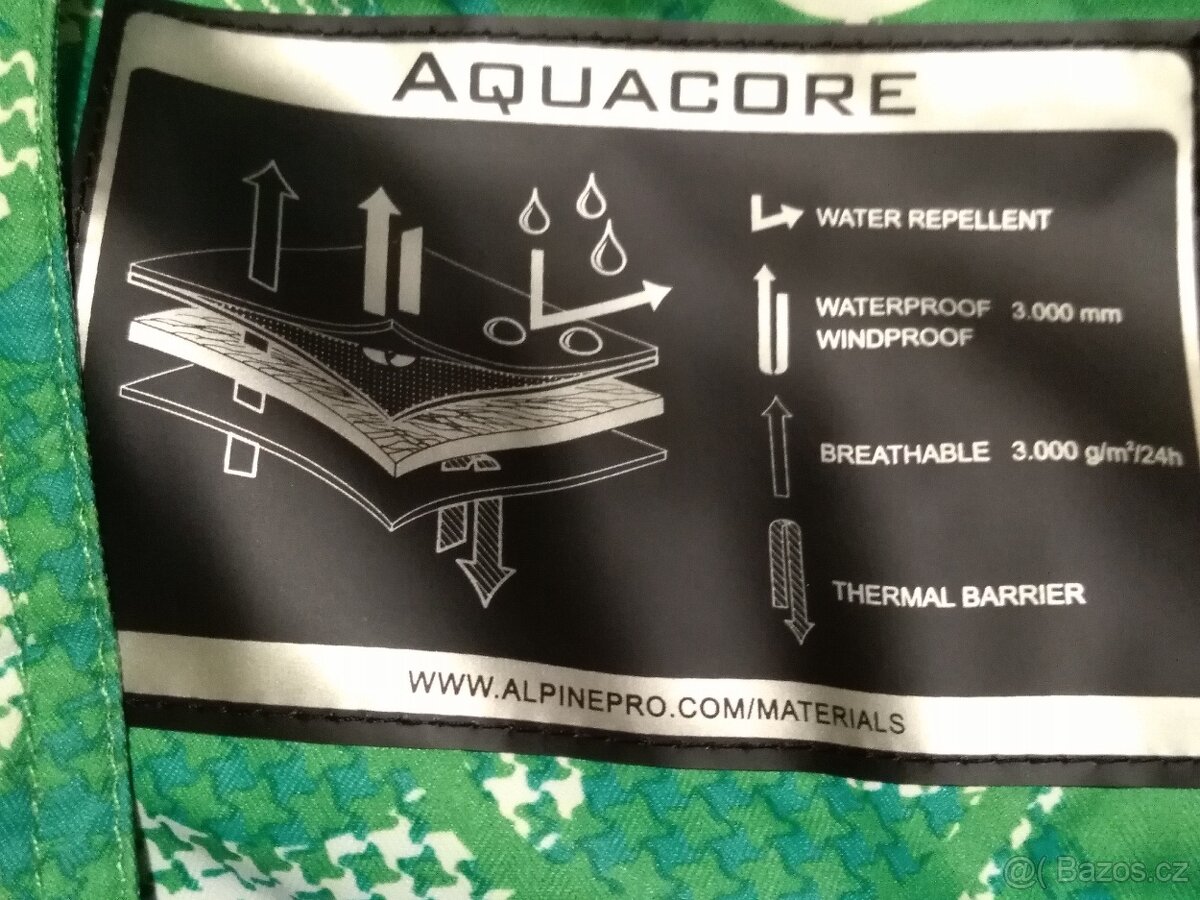 AQUACORE
WATER REPELLENT
WATERPROOF 3.000 mm
WINDPROOF
BREATHABLE 3.000 g/m²/24h
THERMAL BARRIER
WWW.ALPINEPRO.COM/MATERIALS
@( Bazos.cz